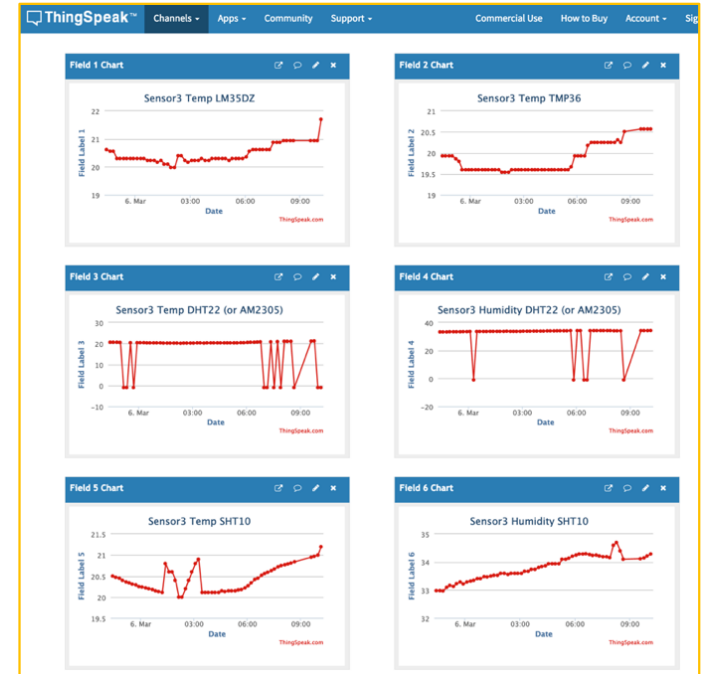 ThingSpeak™ Channels Apps Community Support Commercial Use How to Buy Account Sig
Field 1 Chart
Sensor3 Temp LM35DZ
Field Label 1
22
21
20
19
6. Mar 03:00 06:00 09:00
Date
ThingSpeak.com
Field 2 Chart
Sensor3 Temp TMP36
Field Label 2
21
20.5
20
19.5
19
6. Mar 03:00 06:00 09:00
Date
ThingSpeak.com
Field 3 Chart
Sensor3 Temp DHT22 (or AM2305)
Field Label 3
30
20
10
0
-10
6. Mar 03:00 06:00 09:00
Date
ThingSpeak.com
Field 4 Chart
Sensor3 Humidity DHT22 (or AM2305)
Field Label 4
40
20
0
-20
6. Mar 03:00 06:00 09:00
Date
ThingSpeak.com
Field 5 Chart
Sensor3 Temp SHT10
Field Label 5
21.5
21
20.5
20
19.5
6. Mar 03:00 06:00 09:00
Date
ThingSpeak.com
Field 6 Chart
Sensor3 Humidity SHT10
Field Label 6
35
34
33
32
6. Mar 03:00 06:00 09:00
Date
ThingSpeak.com